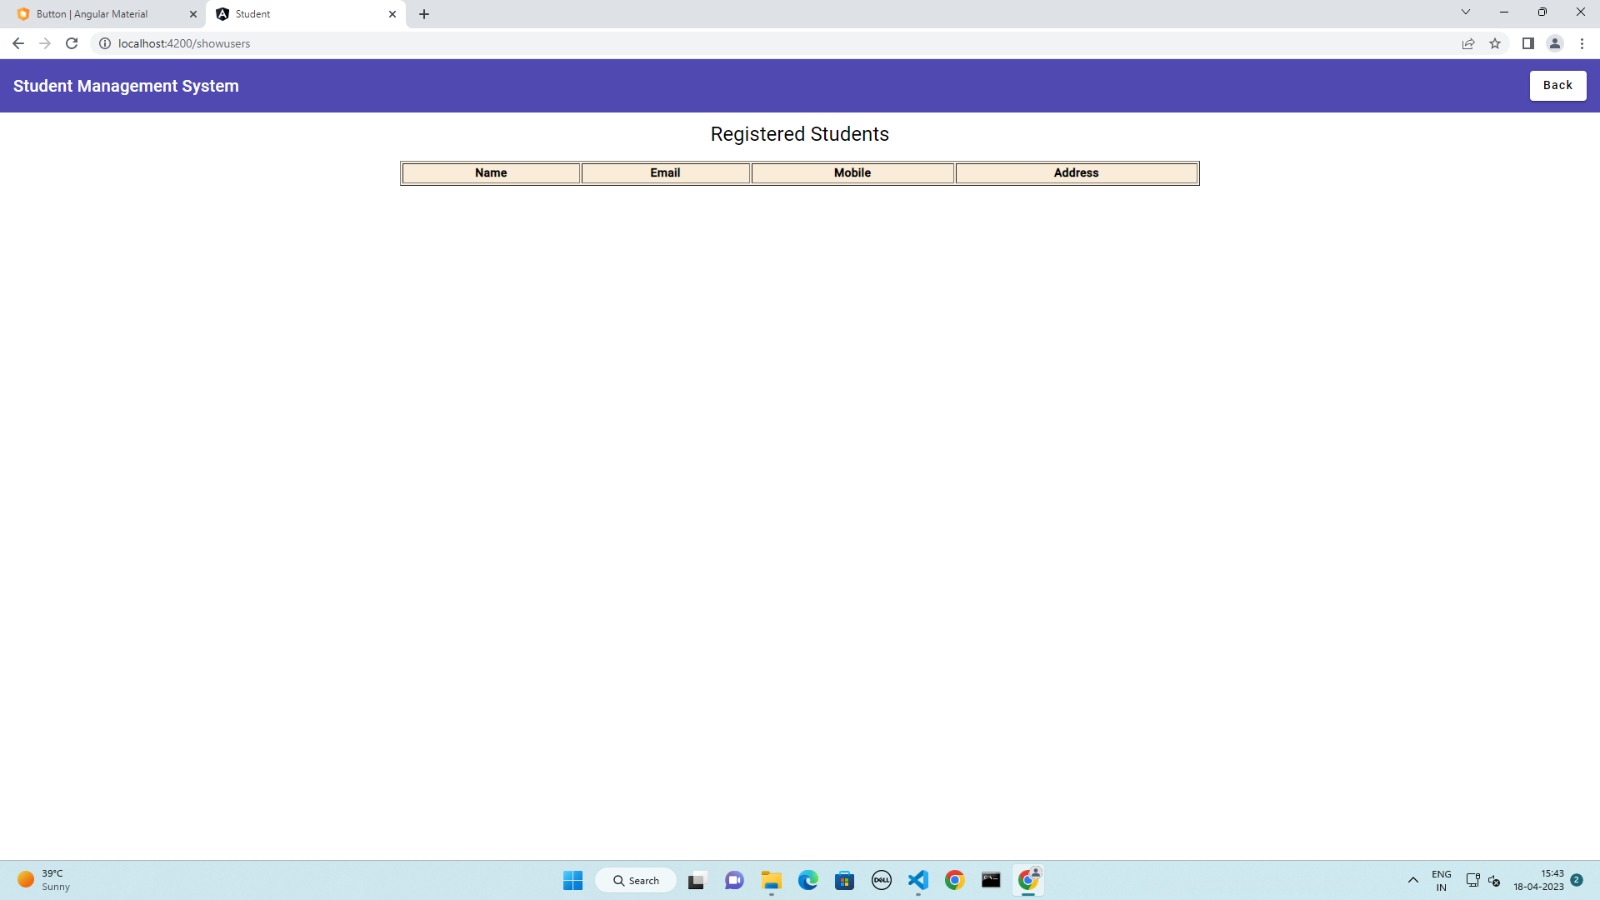 Button | Angular Material
Student
localhost:4200/showusers
Student Management System
Back
Registered Students
Name Email Mobile Address
39°C
Sunny
Search
DELL
ENG
IN
15:43
18-04-2023
2